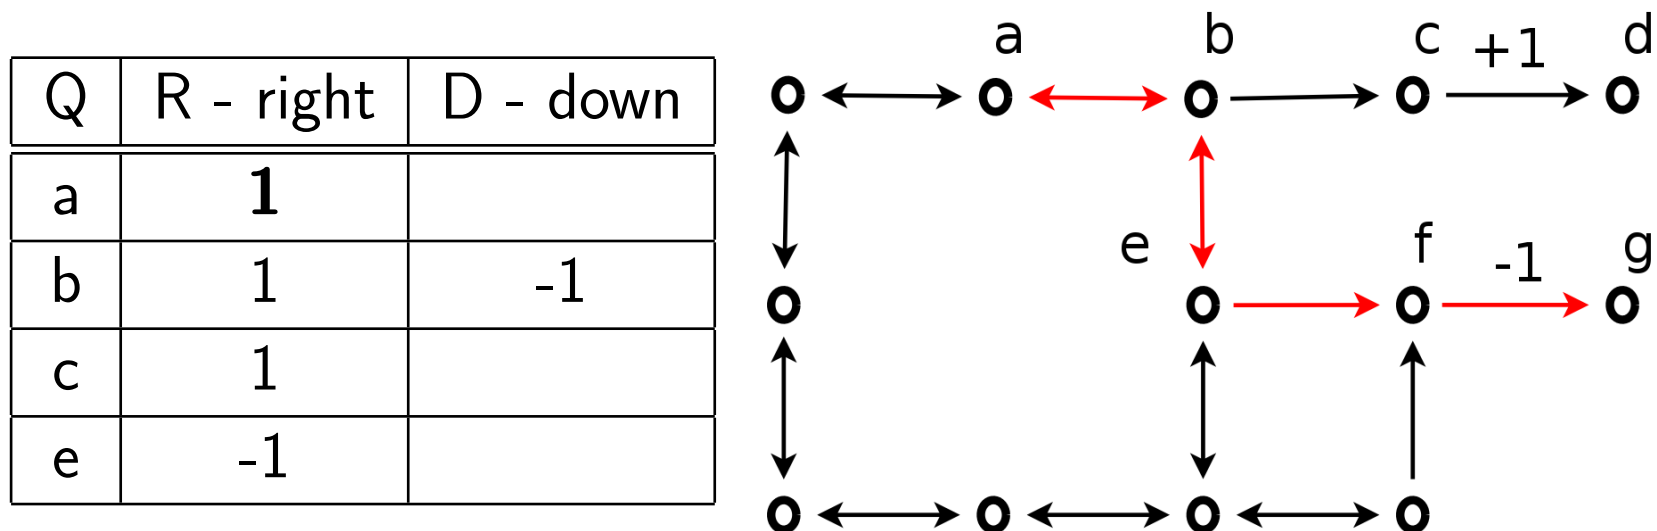 Q R - right D - down
a 1
b 1 -1
c 1
e -1
a b c +1 d
e f -1 g